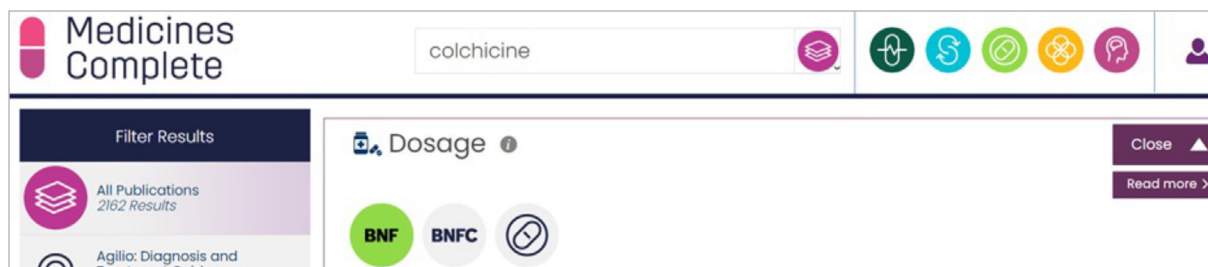 Medicines
Complete
colchicine
Filter Results
All Publications
2162 Results
Agilio: Diagnosis and
Dosage
Close
Read more
BNF
BNFC